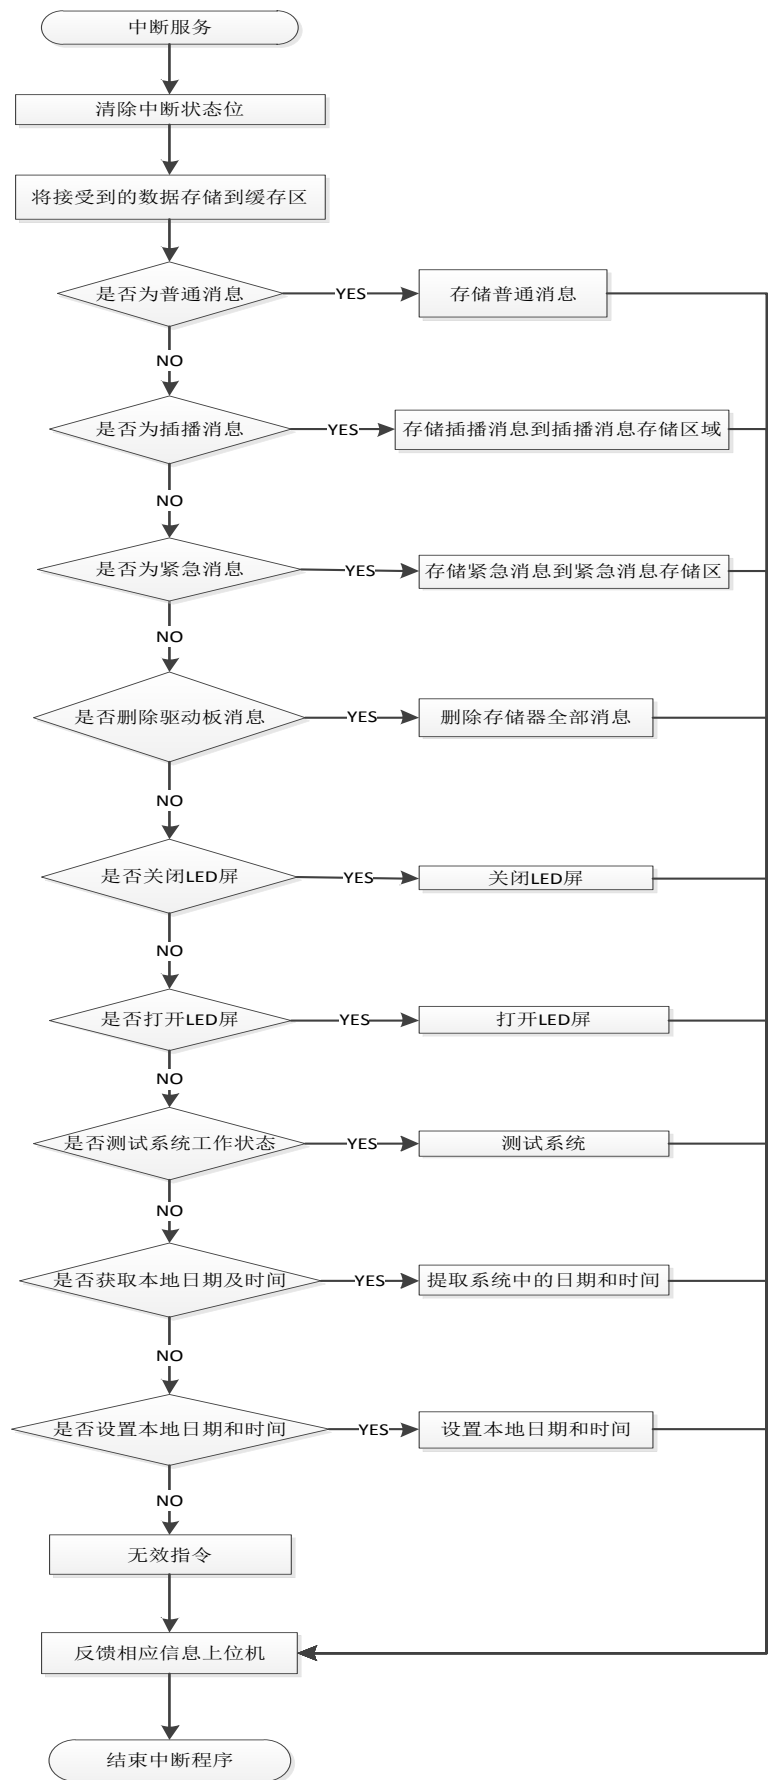 中断服务
清除中断状态位
将接受到的数据存储到缓存区
是否为普通消息
YES
存储普通消息
NO
是否为插播消息
YES
存储插播消息到插播消息存储区域
NO
是否为紧急消息
YES
存储紧急消息到紧急消息存储区
NO
是否删除驱动板消息
YES
删除存储器全部消息
NO
是否关闭LED屏
YES
关闭LED屏
NO
是否打开LED屏
YES
打开LED屏
NO
是否测试系统工作状态
YES
测试系统
NO
是否获取本地日期及时间
YES
提取系统中的日期和时间
NO
是否设置本地日期和时间
YES
设置本地日期和时间
NO
无效指令
反馈相应信息上位机
结束中断程序